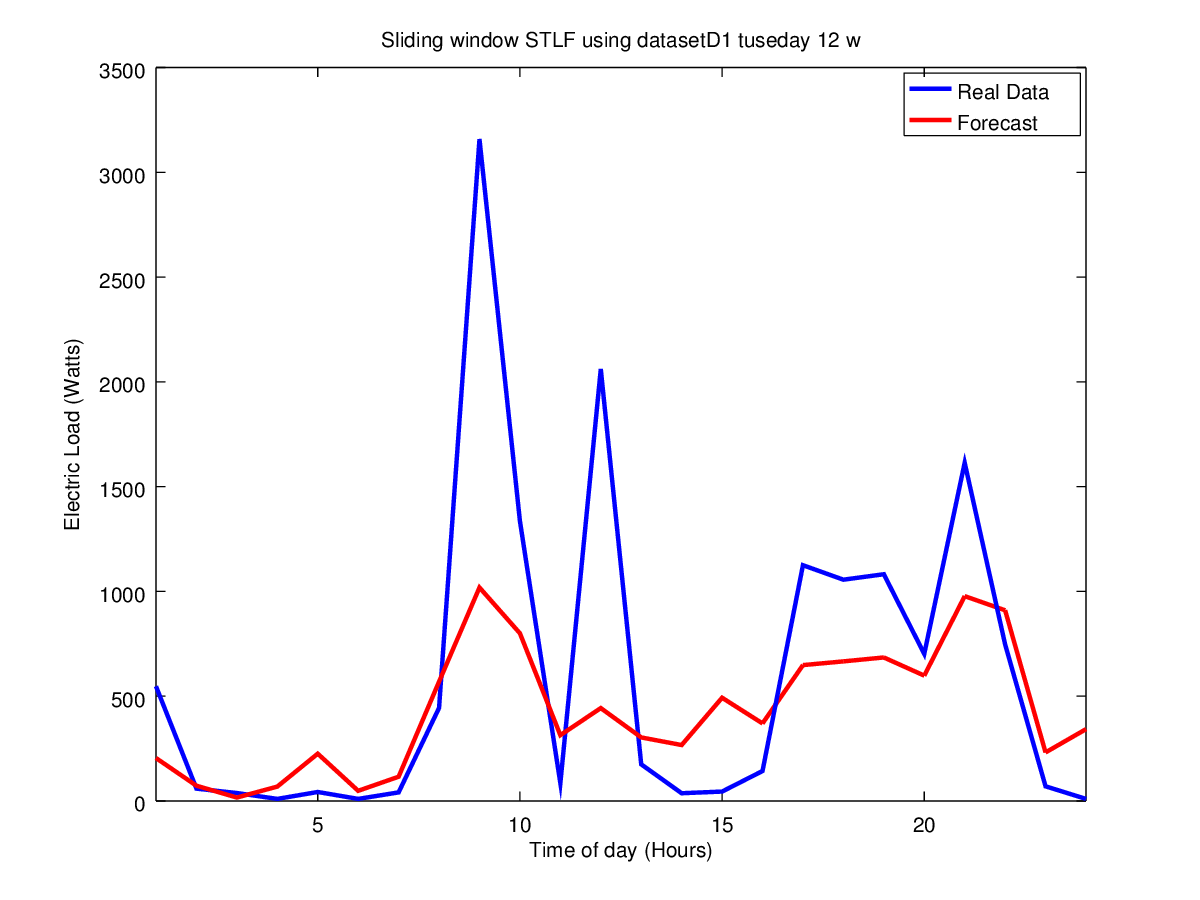 Sliding window STLF using datasetD1 tuseday 12 w
3500
3000
2500
2000
1500
1000
500
0
Electric Load (Watts)
Real Data
Forecast
5
10
15
20
Time of day (Hours)